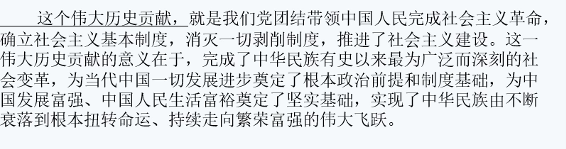 这个伟大历史贡献，就是我们党团结带领中国人民完成社会主义革命，
确立社会主义基本制度，消灭一切剥削制度，推进了社会主义建设。这一
伟大历史贡献的意义在于，完成了中华民族有史以来最为广泛而深刻的社
会变革，为当代中国一切发展进步奠定了根本政治前提和制度基础，为中
国发展富强、中国人民生活富裕奠定了坚实基础，实现了中华民族由不断
衰落到根本扭转命运、持续走向繁荣富强的伟大飞跃。